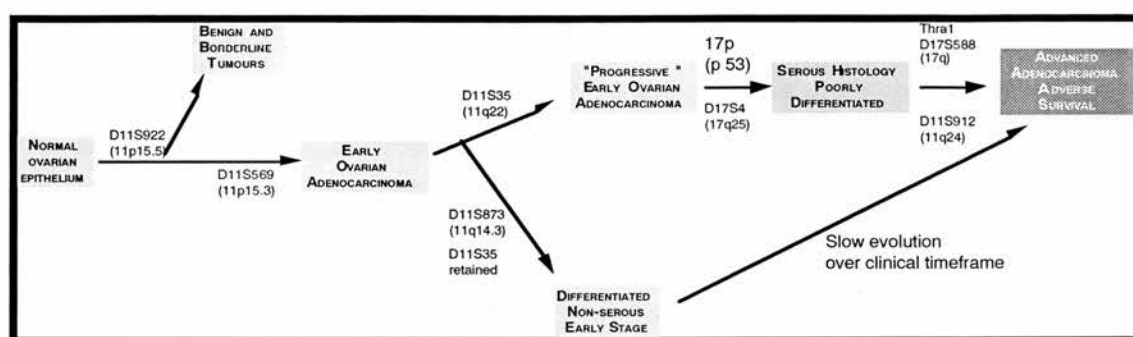 BENIGN AND
BORDERLINE
TUMOURS
D11S922
(11p15.5)
NORMAL
OVARIAN
EPITHELIUM
D11S569
(11p15.3)
EARLY
OVARIAN
ADENOCARCINOMA
D11S35
(11q22)
"PROGRESSIVE "
EARLY OVARIAN
ADENOCARCINOMA
17p
(p 53)
D17S4
(17q25)
SEROUS HISTOLOGY
POORLY
DIFFERENTIATED
Thra1
D17S588
(17q)
D11S912
(11q24)
ADVANCED
ADENOCARCINOMA
ADVERSE
SURVIVAL
D11S873
(11q14.3)
D11S35
retained
DIFFERENTIATED
NON-SEROUS
EARLY STAGE
Slow evolution
over clinical timeframe